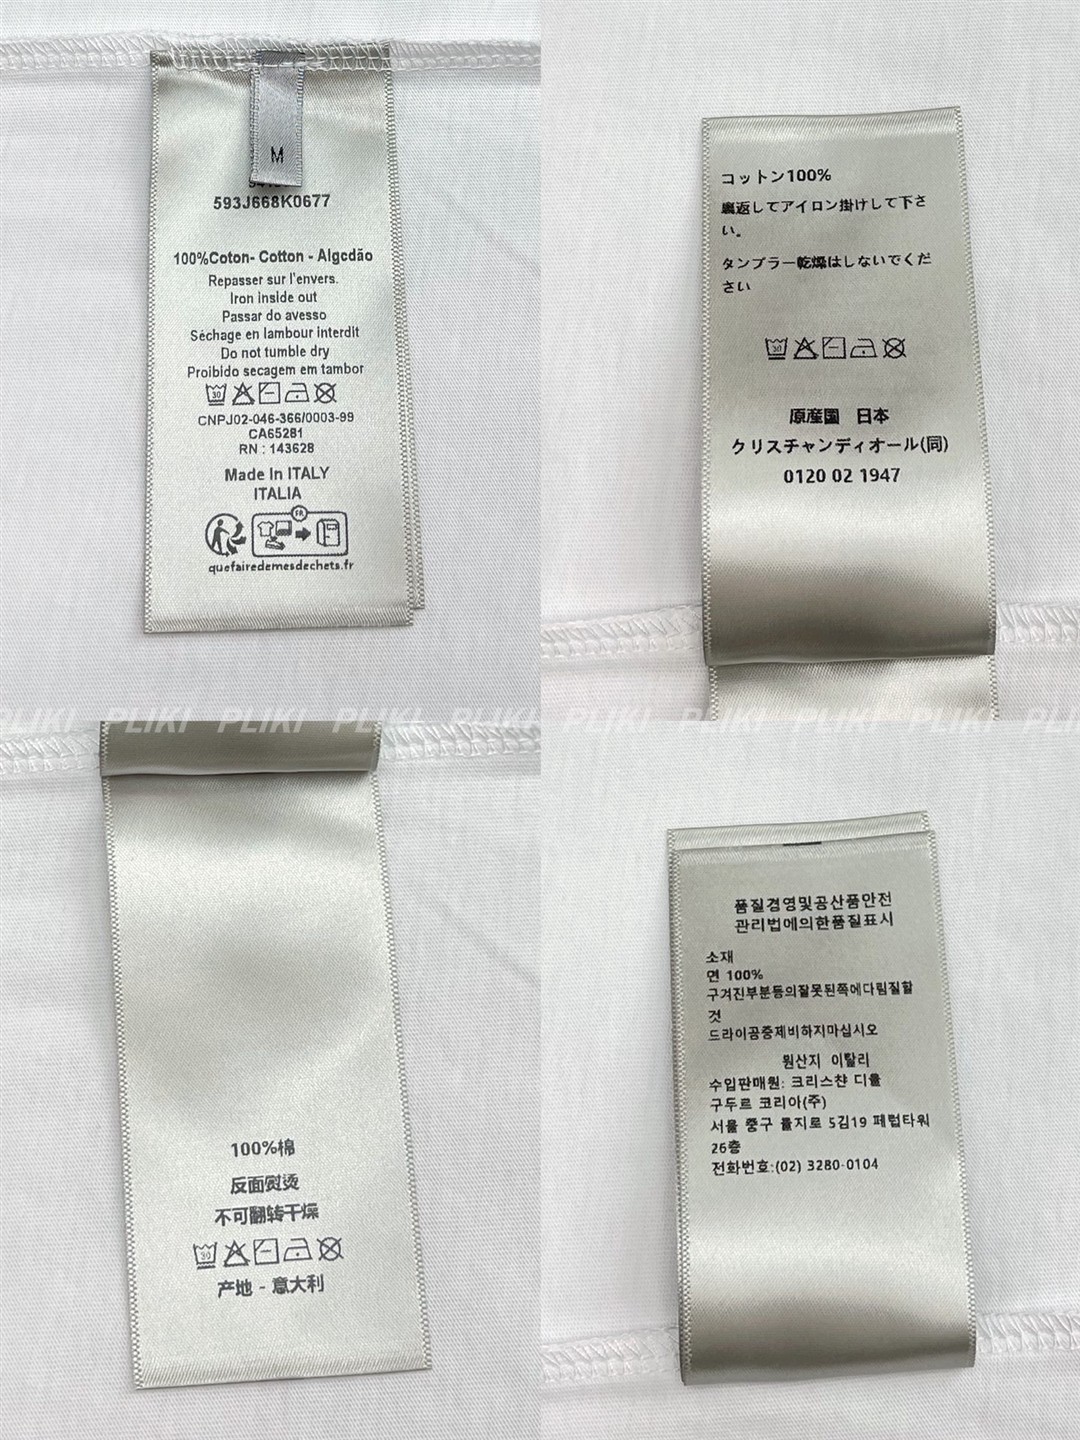 M
593J668K0677
100%Coton- Cotton - Algcdão
Repasser sur l'envers.
Iron inside out
Passar do avesso
Séchage en lambour interdit
Do not tumble dry
Proibido secagem em tambor
30
CNPJ02-046-366/0003-99
CA65281
RN : 143628
Made In ITALY
ITALIA
FR
quefairedemesdechets.fr
コットン100%
裏返してアイロン掛けして下さ
い。
タンブラー乾燥はしないでくだ
さい
30
原産国 日本
クリスチャンディオール(同)
0120 02 1947
PLIKI PLIKI PLIKI PLIKI PLIKI PLIKI PLIKI PLIKI PLIKI PLI
100%棉
反面熨烫
不可翻转干燥
30
产地 - 意大利
품질경영및공산품안전
관리법에의한품질표시
소재
면 100%
구겨진부분등의잘못된쪽에다림질할
것
드라이공중제비하지마십시오
원산지 이탈리
수입판매원: 크리스챤 디올
구두르 코리아(주)
서울 중구 을지로 5김19 페럼타워
26층
전화번호:(02) 3280-0104